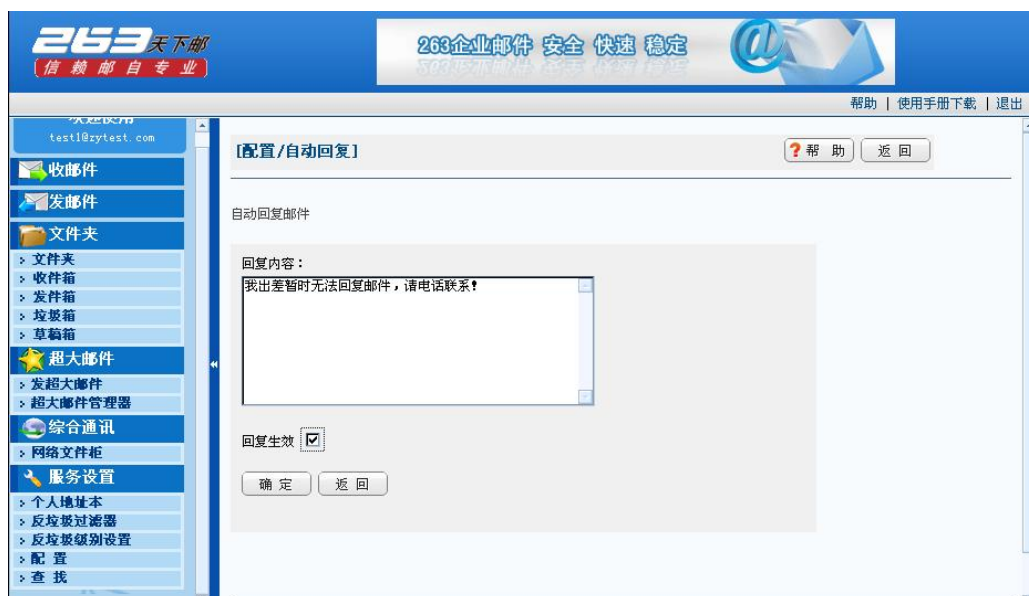 263天下邮
信赖邮自专业
263企业邮件 安全 快速 稳定
帮助 | 使用手册下载 | 退出
欢迎使用
test1@zytest.com
收邮件
发邮件
文件夹
文件夹
收件箱
发件箱
垃圾箱
草稿箱
超大邮件
发超大邮件
超大邮件管理器
综合通讯
网络文件柜
服务设置
个人地址本
反垃圾过滤器
反垃圾级别设置
配 置
查 找
[配置/自动回复]
? 帮 助
返 回
自动回复邮件
回复内容：
我出差暂时无法回复邮件，请电话联系！
回复生效
确 定
返 回